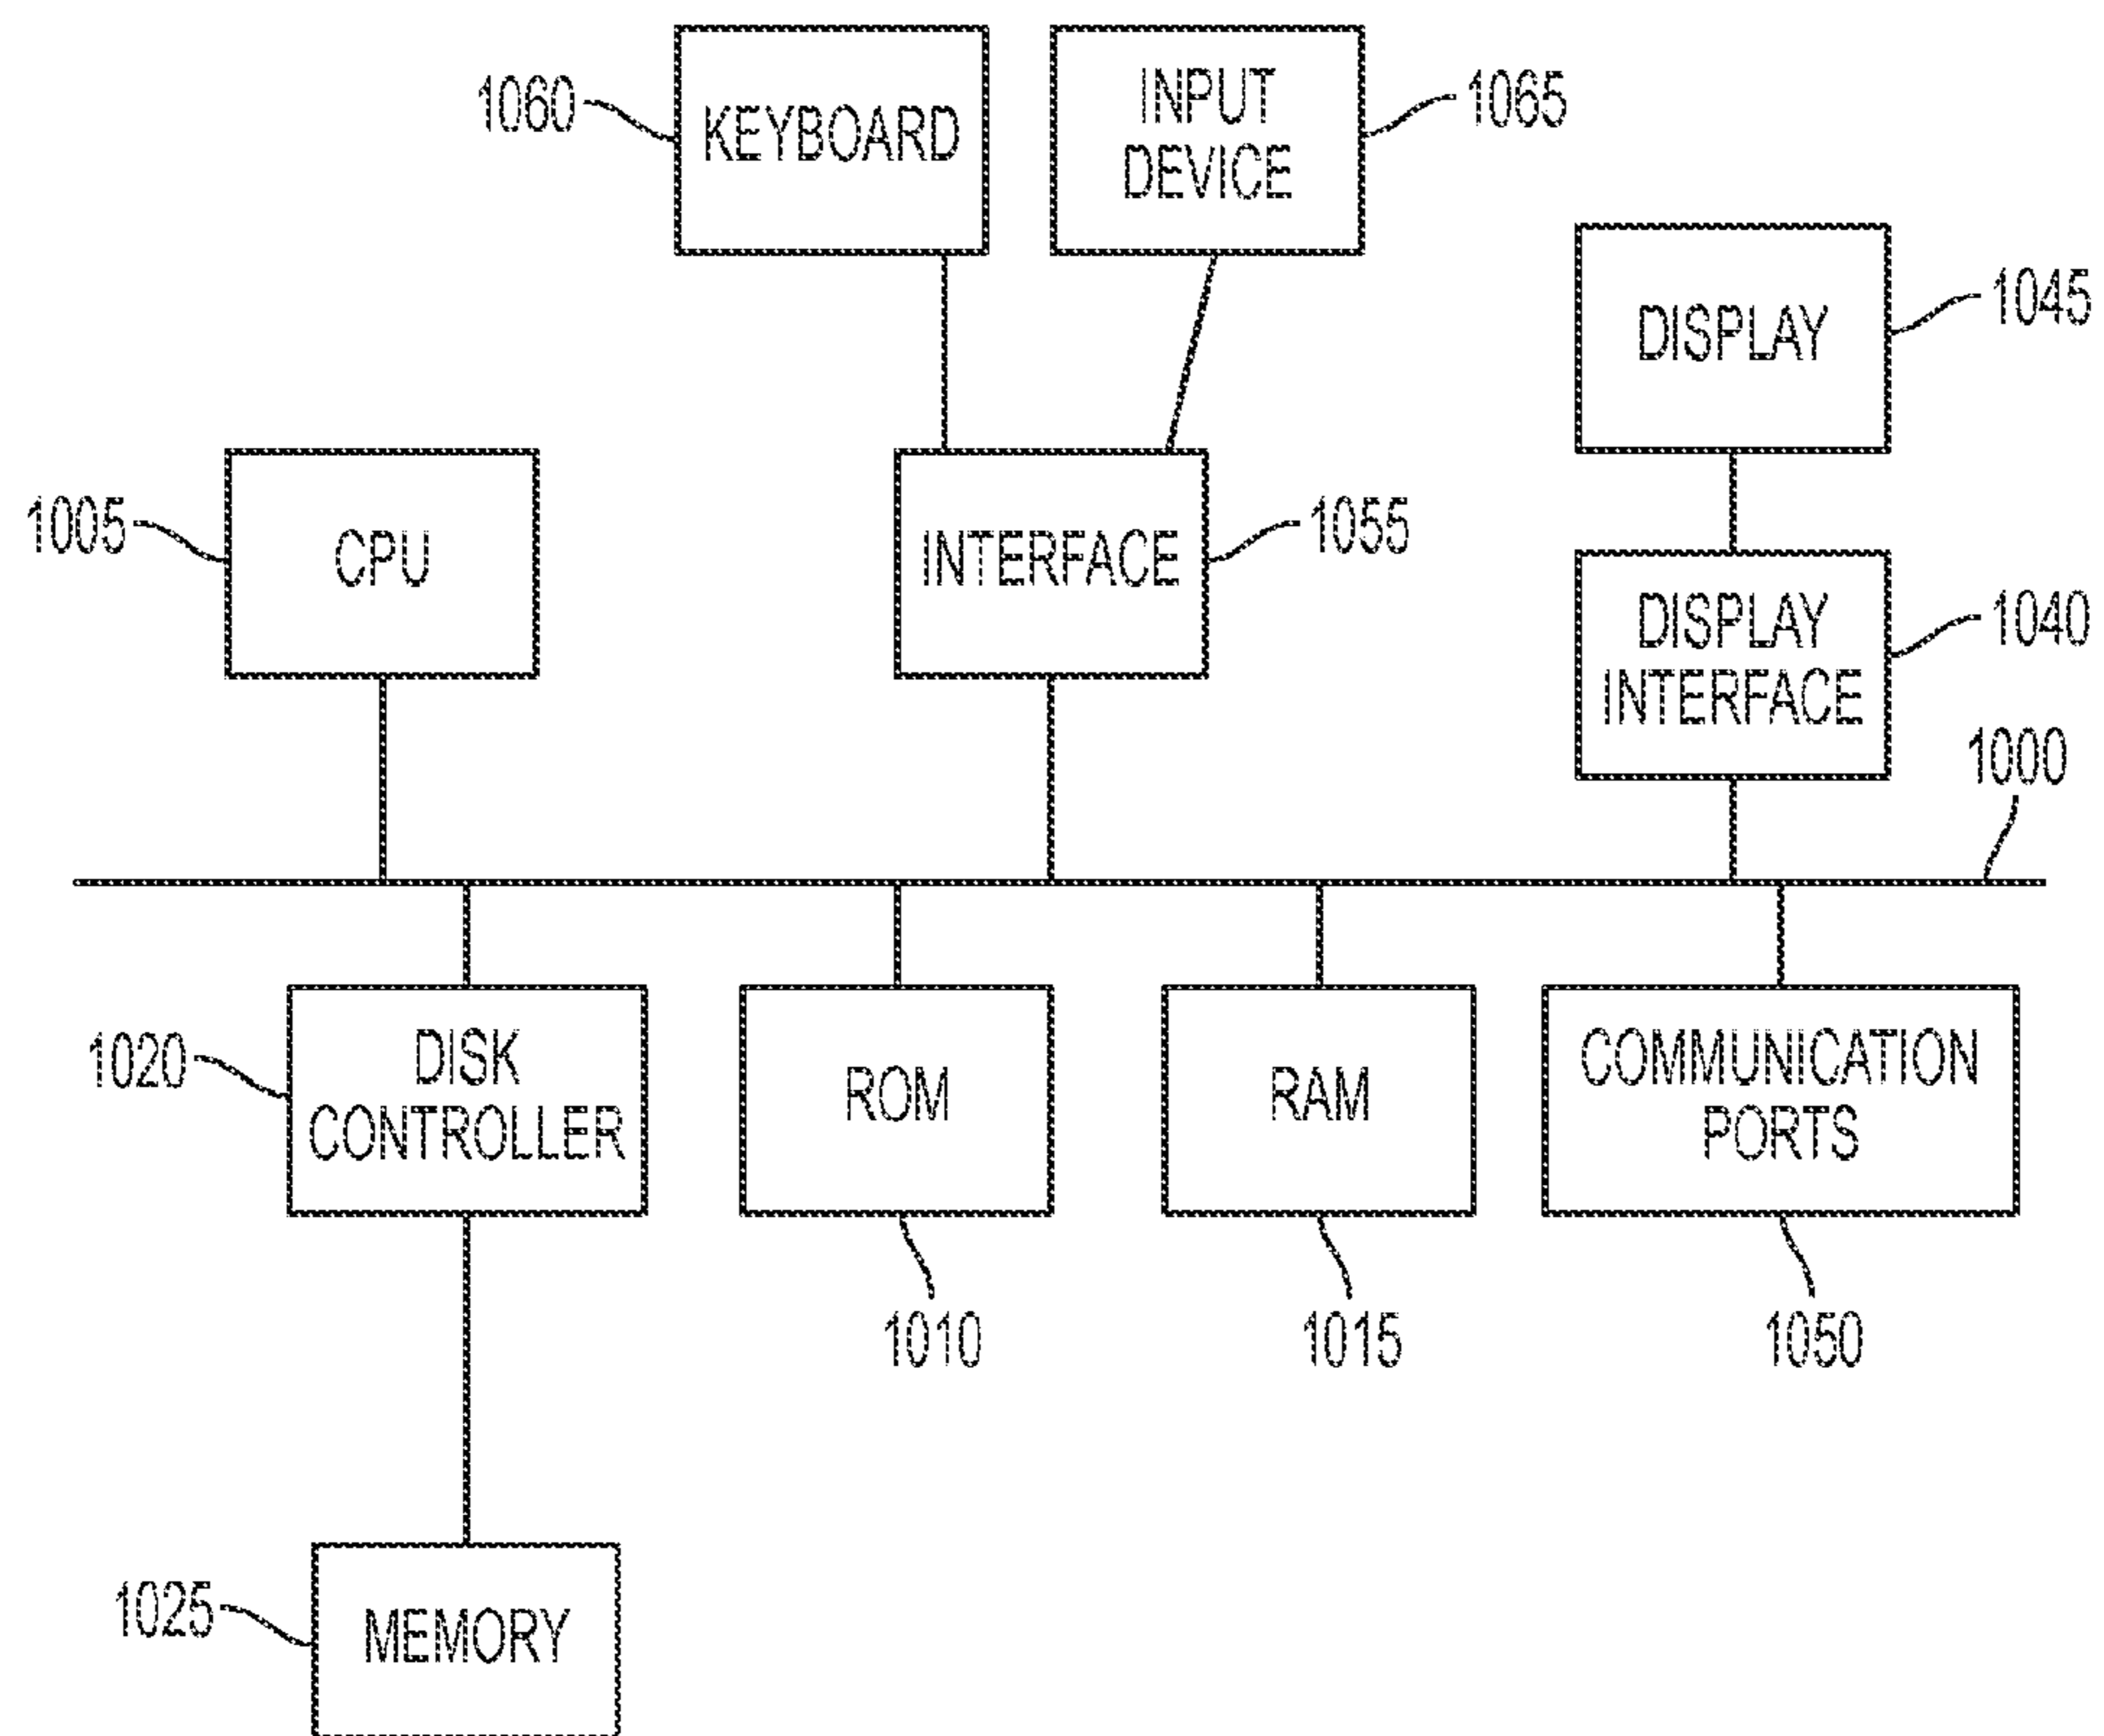 1060
KEYBOARD
INPUT
DEVICE
1065
DISPLAY
1045
1005
CPU
INTERFACE
1055
DISPLAY
INTERFACE
1040
1000
1020
DISK
CONTROLLER
ROM
RAM
COMMUNICATION
PORTS
1010
1015
1050
1025
MEMORY